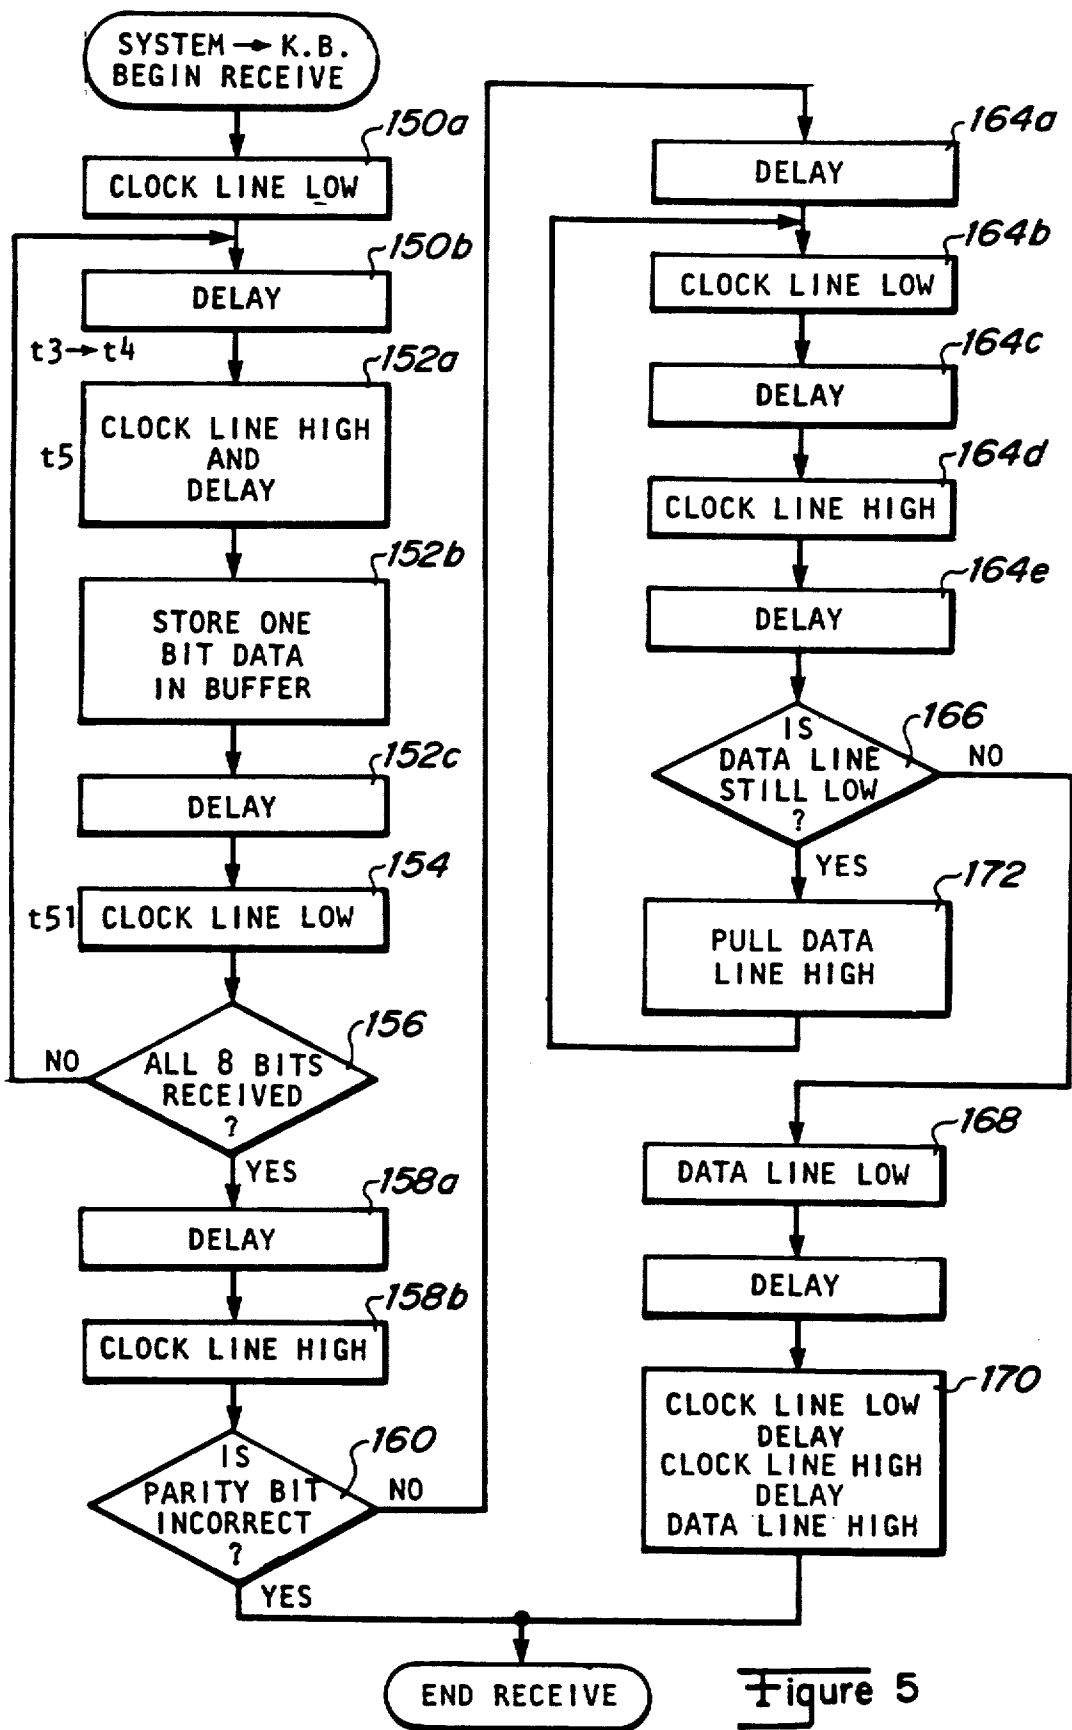 SYSTEM → K.B.
BEGIN RECEIVE
150a
CLOCK LINE LOW
150b
DELAY
t3→t4
152a
t5
CLOCK LINE HIGH
AND
DELAY
152b
STORE ONE
BIT DATA
IN BUFFER
152c
DELAY
154
t51
CLOCK LINE LOW
156
NO
ALL 8 BITS
RECEIVED
?
YES
158a
DELAY
158b
CLOCK LINE HIGH
160
IS
PARITY BIT
INCORRECT
?
NO
YES
164a
DELAY
164b
CLOCK LINE LOW
164c
DELAY
164d
CLOCK LINE HIGH
164e
DELAY
166
IS
DATA LINE
STILL LOW
?
NO
YES
172
PULL DATA
LINE HIGH
168
DATA LINE LOW
DELAY
170
CLOCK LINE LOW
DELAY
CLOCK LINE HIGH
DELAY
DATA LINE HIGH
END RECEIVE
Figure 5